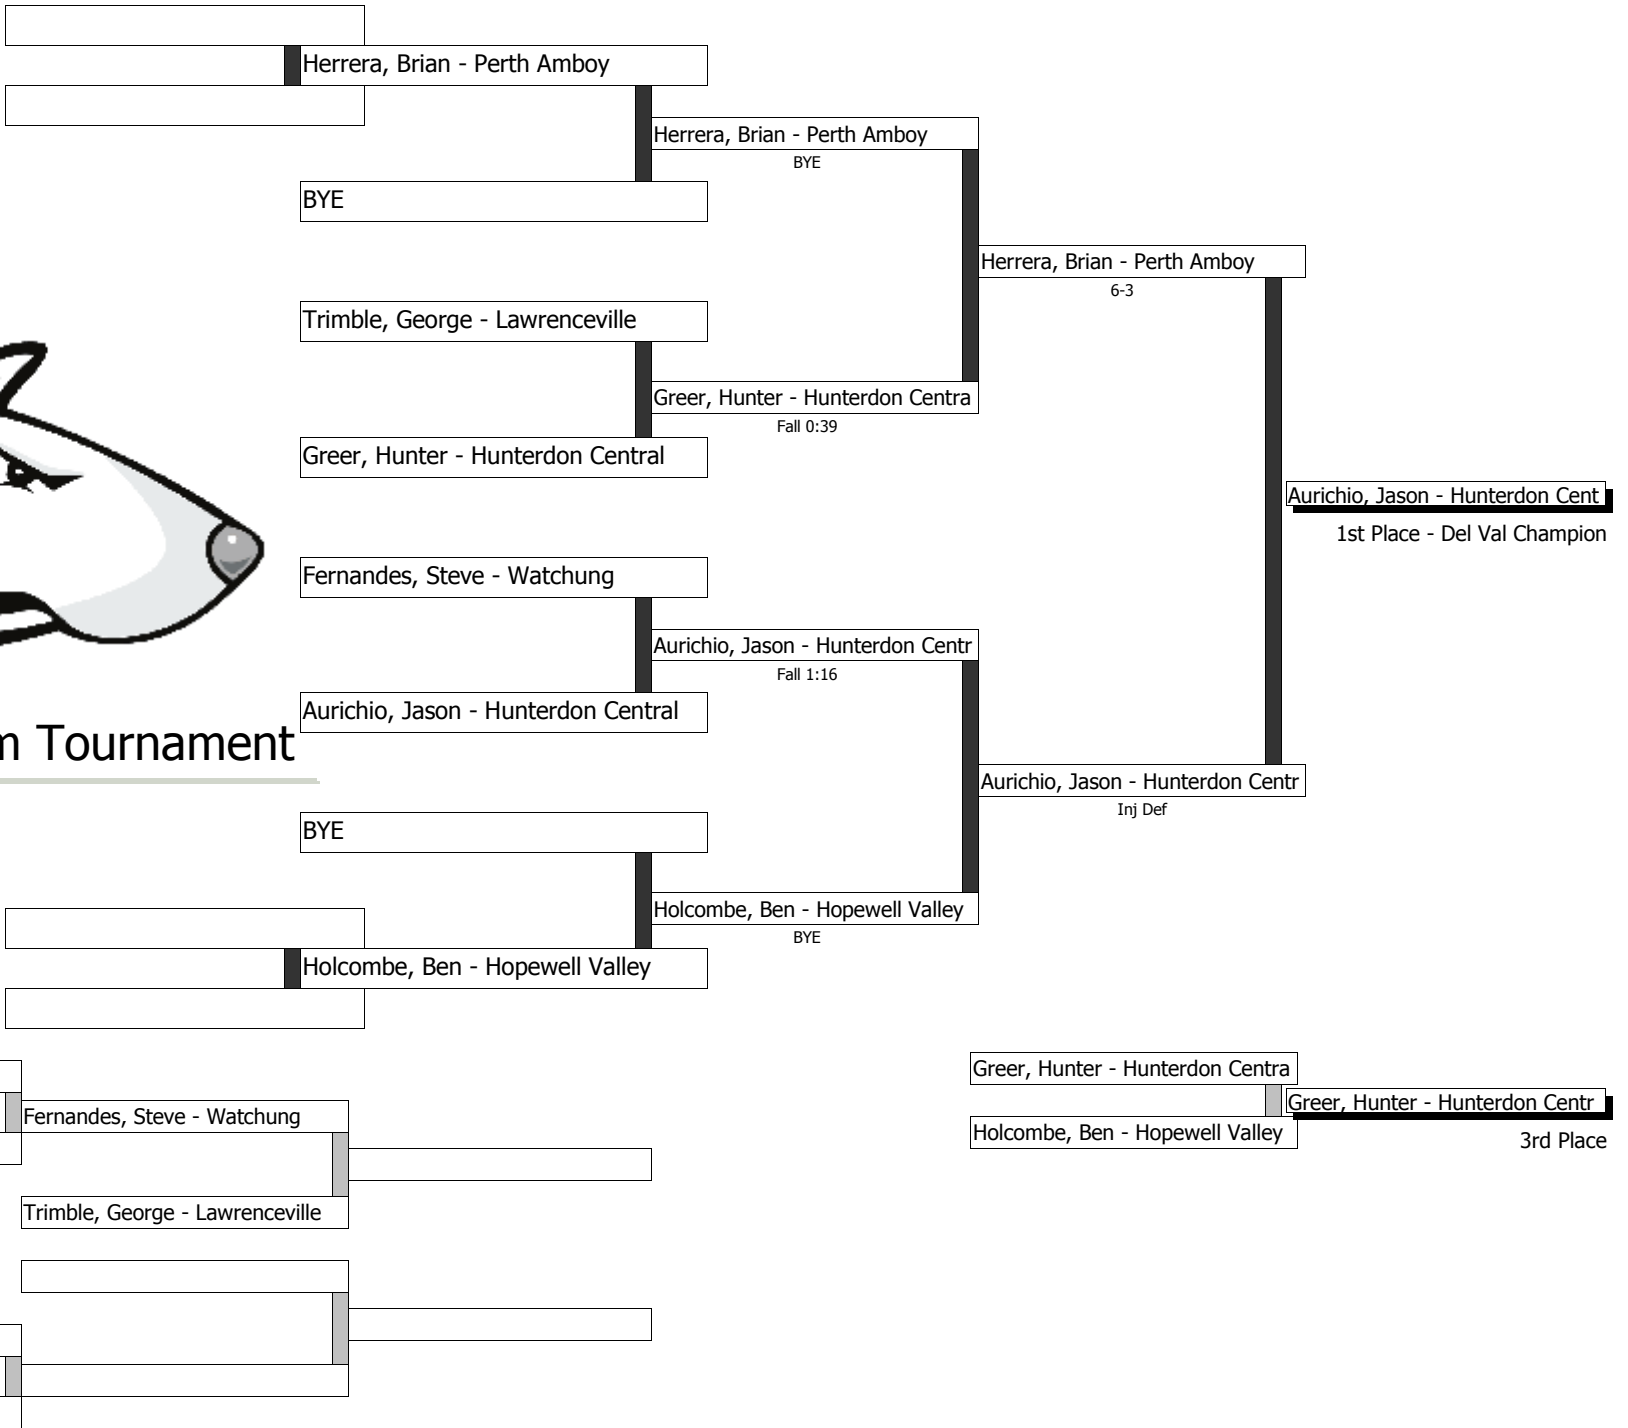 Herrera, Brian - Perth Amboy
Herrera, Brian - Perth Amboy
BYE
BYE
Herrera, Brian - Perth Amboy
6-3
Trimble, George - Lawrenceville
Greer, Hunter - Hunterdon Centra
Fall 0:39
Greer, Hunter - Hunterdon Central
Aurichio, Jason - Hunterdon Cent
1st Place - Del Val Champion
Fernandes, Steve - Watchung
Aurichio, Jason - Hunterdon Centr
Fall 1:16
Aurichio, Jason - Hunterdon Central
m Tournament
Aurichio, Jason - Hunterdon Centr
Inj Def
BYE
Holcombe, Ben - Hopewell Valley
BYE
Holcombe, Ben - Hopewell Valley
Greer, Hunter - Hunterdon Centra
Greer, Hunter - Hunterdon Centr
Holcombe, Ben - Hopewell Valley
3rd Place
Fernandes, Steve - Watchung
Trimble, George - Lawrenceville